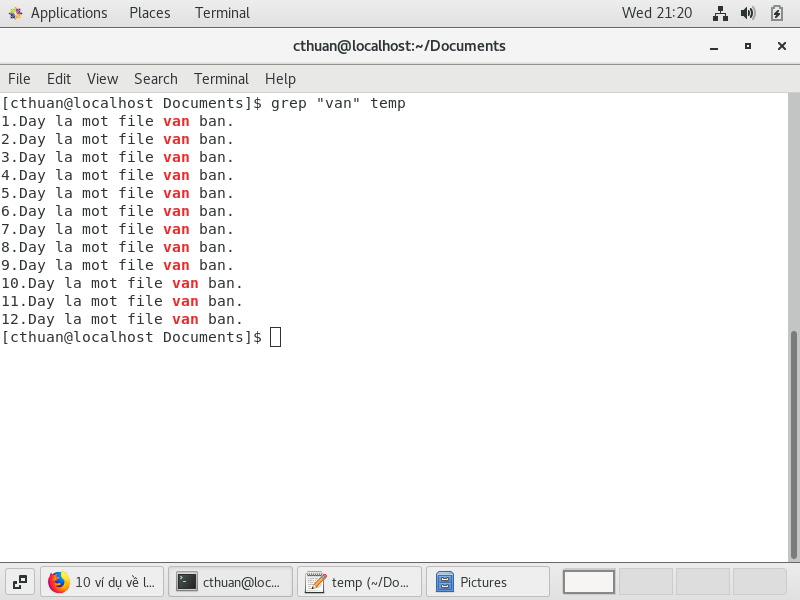 Applications Places Terminal Wed 21:20
cthuan@localhost:~/Documents
File Edit View Search Terminal Help
[cthuan@localhost Documents]$ grep "van" temp
1.Day la mot file van ban.
2.Day la mot file van ban.
3.Day la mot file van ban.
4.Day la mot file van ban.
5.Day la mot file van ban.
6.Day la mot file van ban.
7.Day la mot file van ban.
8.Day la mot file van ban.
9.Day la mot file van ban.
10.Day la mot file van ban.
11.Day la mot file van ban.
12.Day la mot file van ban.
[cthuan@localhost Documents]$
10 ví dụ về l... cthuan@loc... temp (~/Do... Pictures